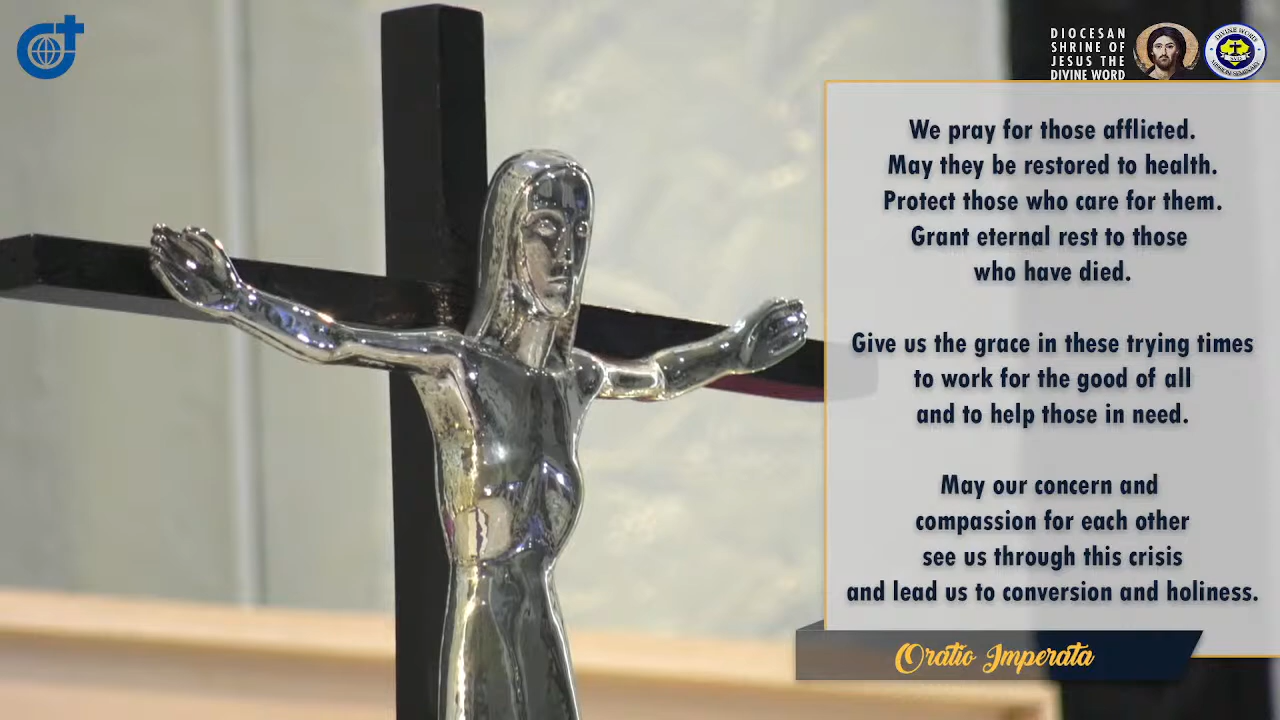 DIOCESAN
SHRINE OF
JESUS THE
DIVINE WORD
We pray for those afflicted.
May they be restored to health.
Protect those who care for them.
Grant eternal rest to those
who have died.
Give us the grace in these trying times
to work for the good of all
and to help those in need.
May our concern and
compassion for each other
see us through this crisis
and lead us to conversion and holiness.
Oratio Imperata